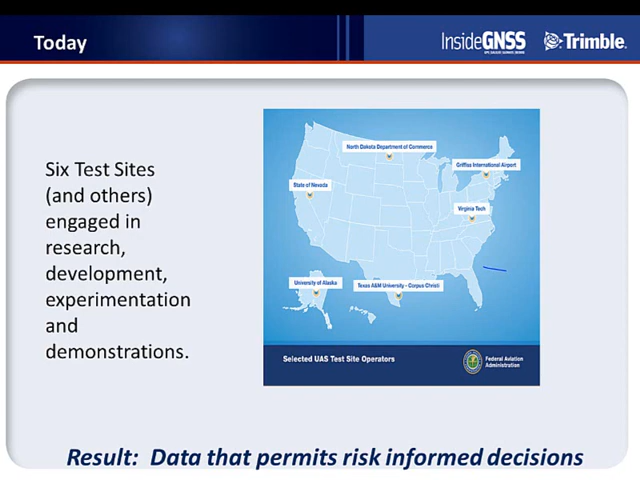 Today
InsideGNSS
Trimble
Six Test Sites
(and others)
engaged in
research,
development,
experimentation
and
demonstrations.
North Dakota Department of Commerce
Griffiss International Airport
State of Nevada
Virginia Tech
University of Alaska
Texas A&M University - Corpus Christi
Selected UAS Test Site Operators
Federal Aviation
Administration
Result: Data that permits risk informed decisions